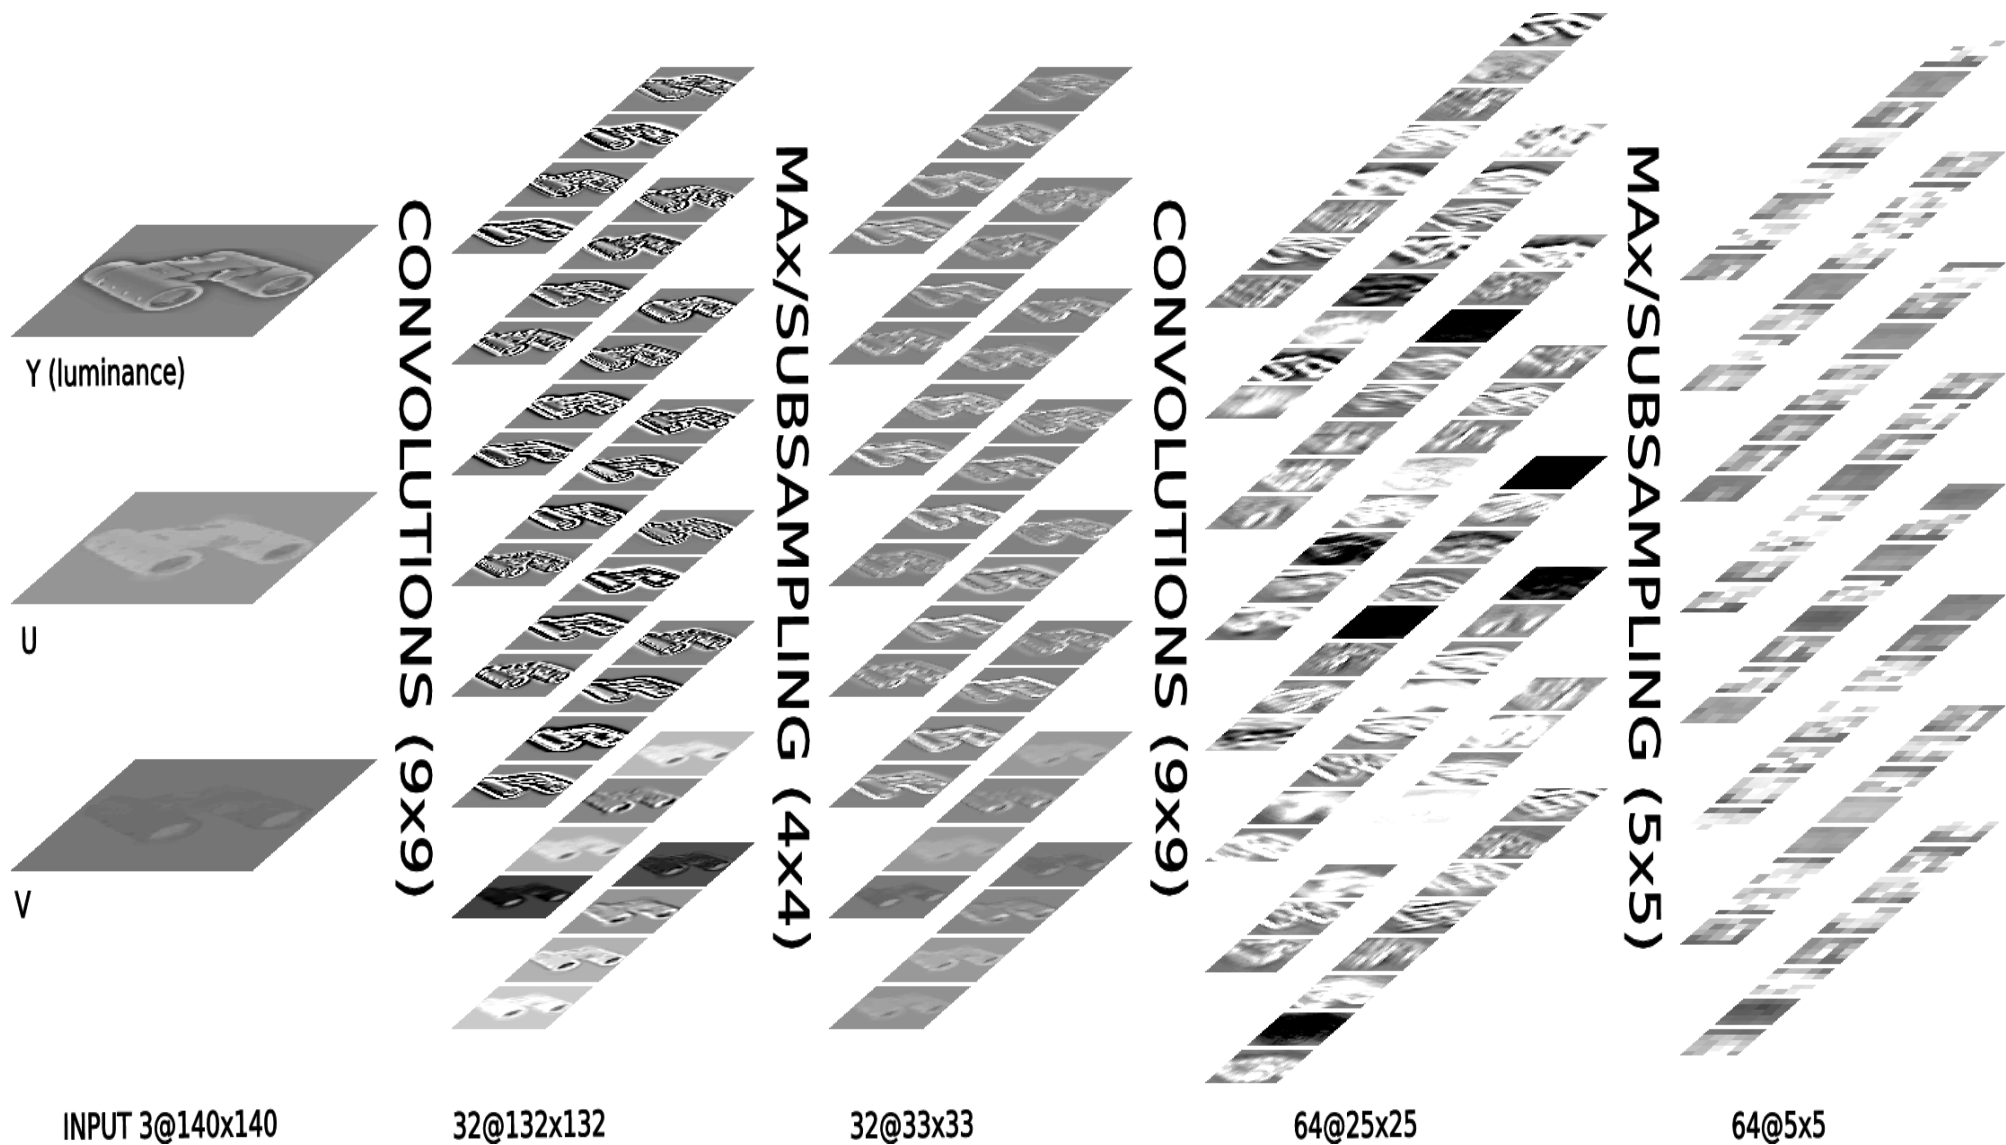 Y (luminance)
U
V
CONVOLUTIONS (9x9)
MAX/SUBSAMPLING (4x4)
CONVOLUTIONS (9x9)
MAX/SUBSAMPLING (5x5)
INPUT 3@140x140
32@132x132
32@33x33
64@25x25
64@5x5